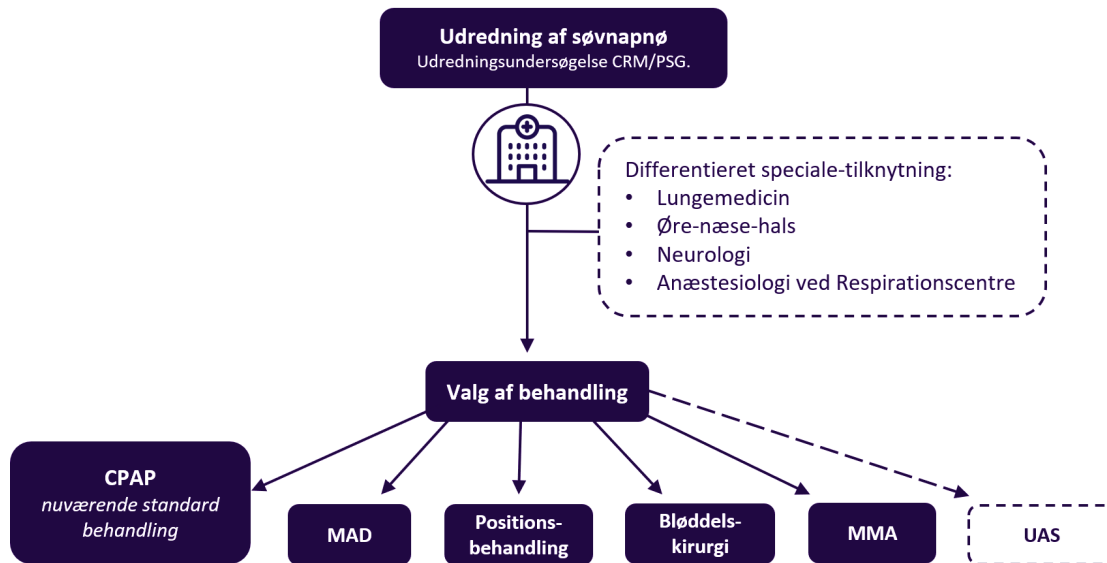 Udredning af søvnapnø
Udredningsundersøgelse CRM/PSG.
Differentieret speciale-tilknytning:
• Lungemedicin
• Øre-næse-hals
• Neurologi
• Anæstesiologi ved Respirationscentre
Valg af behandling
CPAP
nuværende standard
behandling
MAD
Positions-
behandling
Bløddels-
kirurgi
MMA
UAS